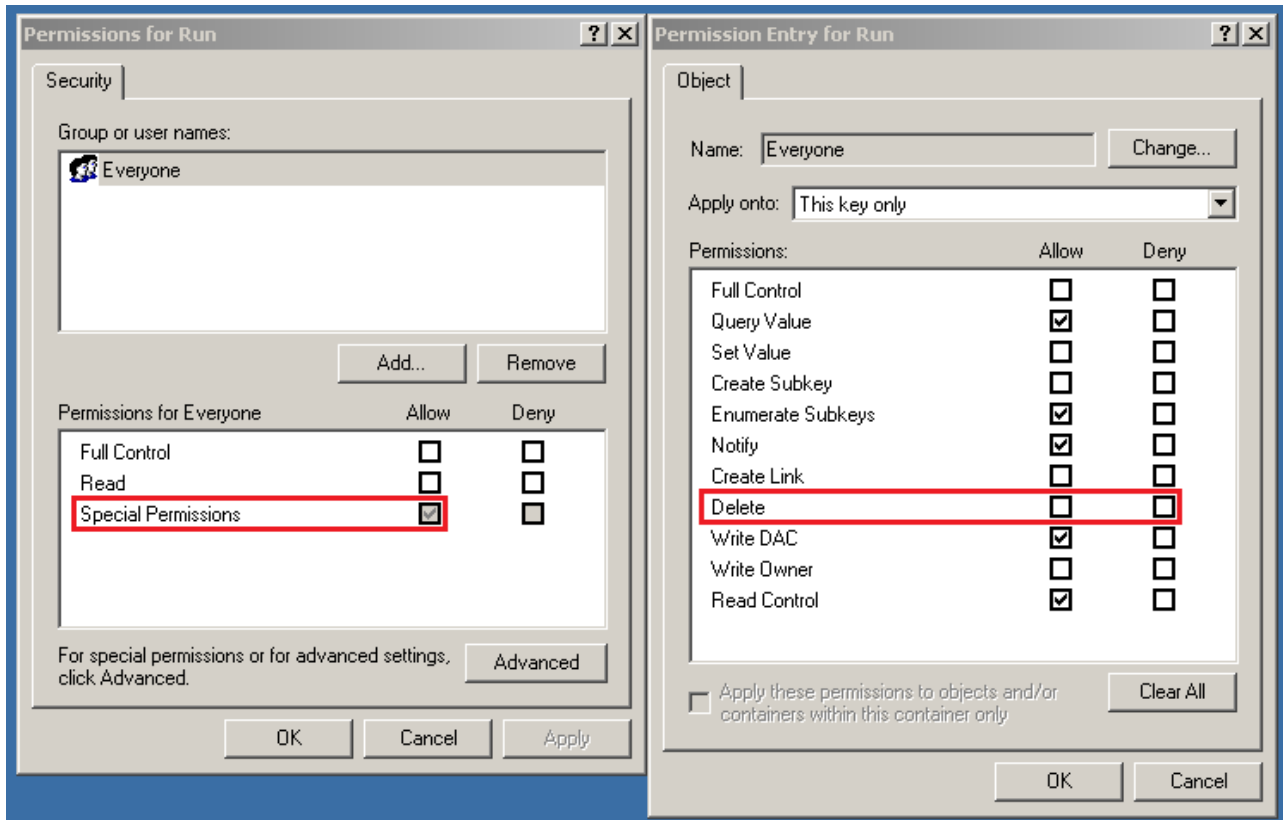 Permissions for Run
Security
Group or user names:
Everyone
Add...
Remove
Permissions for Everyone Allow Deny
Full Control
Read
Special Permissions
For special permissions or for advanced settings,
click Advanced.
Advanced
OK
Cancel
Apply
Permission Entry for Run
Object
Name: Everyone
Change...
Apply onto: This key only
Permissions: Allow Deny
Full Control
Query Value
Set Value
Create Subkey
Enumerate Subkeys
Notify
Create Link
Delete
Write DAC
Write Owner
Read Control
Apply these permissions to objects and/or
containers within this container only
Clear All
OK
Cancel